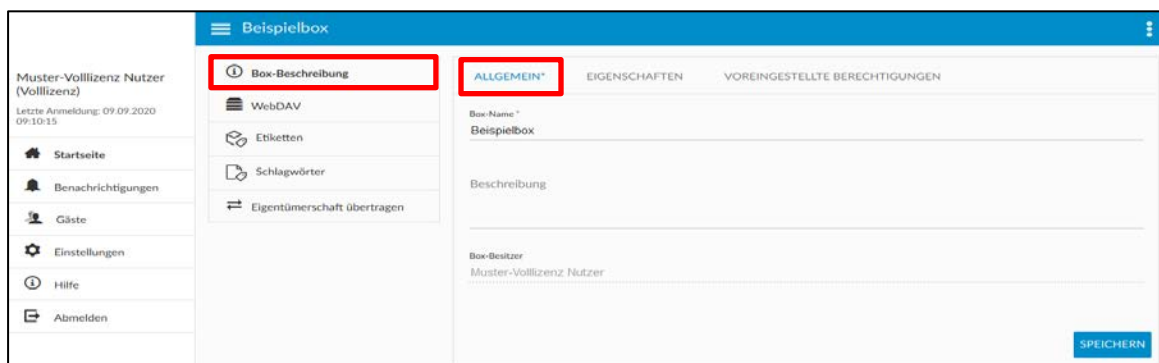 Beispielbox
Muster-Volllizenz Nutzer
(Volllizenz)
Letzte Anmeldung: 09.09.2020
09:10:15
Startseite
Benachrichtigungen
Gäste
Einstellungen
Hilfe
Abmelden
Box-Beschreibung
WebDAV
Etiketten
Schlagwörter
Eigentümerschaft übertragen
ALLGEMEIN*
EIGENSCHAFTEN
VOREINGESTELLTE BERECHTIGUNGEN
Box-Name *
Beispielbox
Beschreibung
Box-Besitzer
Muster-Volllizenz Nutzer
SPEICHERN